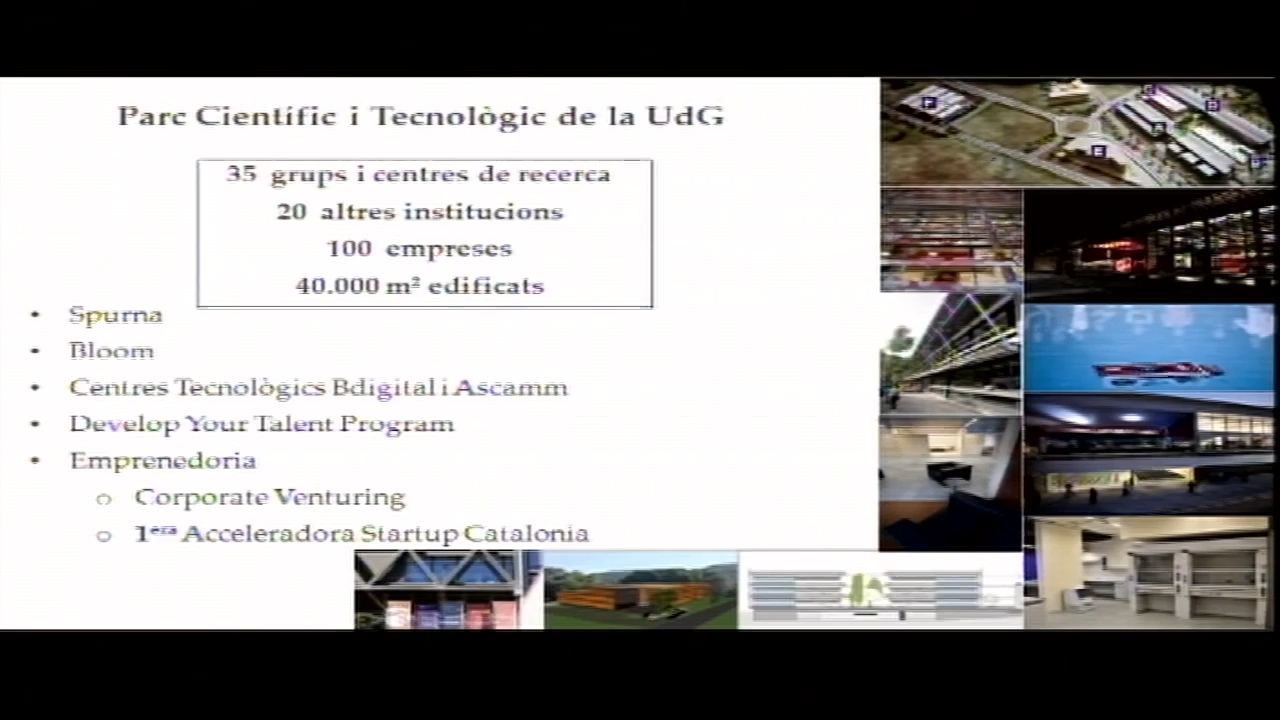 Parc Científic i Tecnològic de la UdG
35 grups i centres de recerca
20 altres institucions
100 empreses
40.000 m² edificats
• Spurna
• Bloom
• Centres Tecnològics Bdigital i Ascamm
• Develop Your Talent Program
• Emprenedoria
o Corporate Venturing
o 1era Acceleradora Startup Catalonia